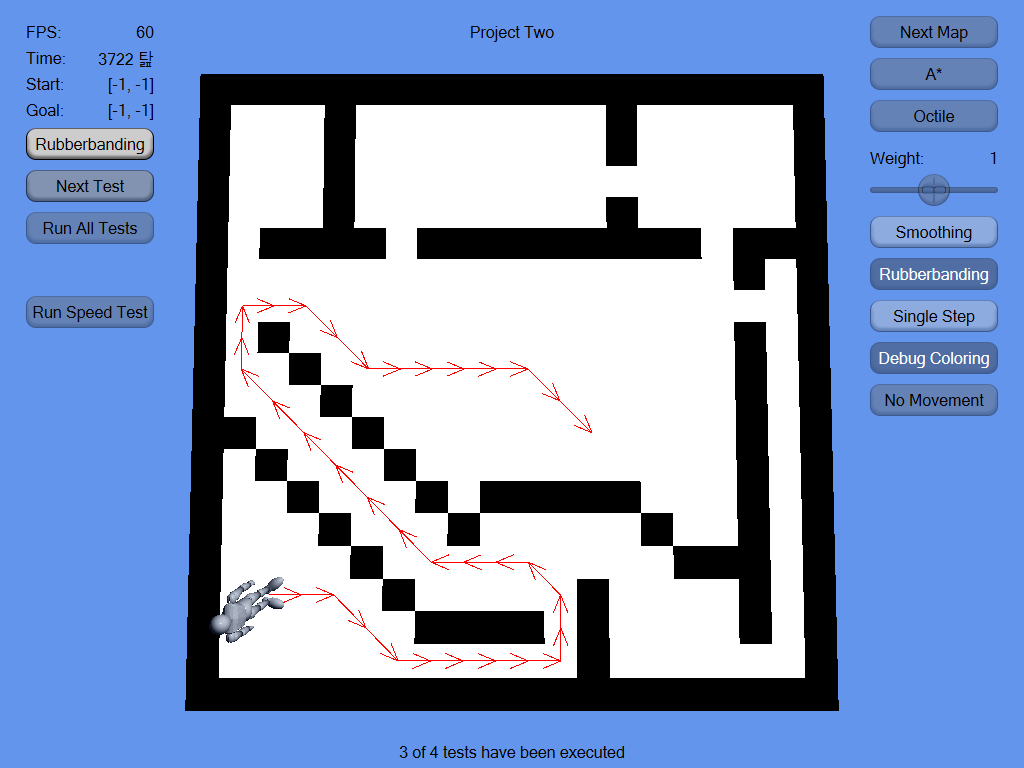 FPS: 60
Time: 3722 탎
Start: [-1, -1]
Goal: [-1, -1]
Rubberbanding
Next Test
Run All Tests
Run Speed Test
Project Two
Next Map
A*
Octile
Weight: 1
Smoothing
Rubberbanding
Single Step
Debug Coloring
No Movement
3 of 4 tests have been executed